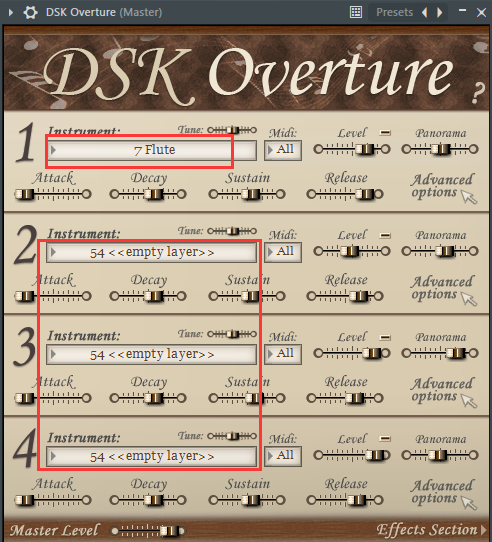 DSK Overture (Master)
Presets
DSK Overture
?
1 Instrument: Tune: Midi: Level Panorama
7 Flute All
Attack Decay Sustain Release Advanced
options
2 Instrument: Tune: Midi: Level Panorama
54 <<empty layer>> All
Attack Decay Sustain Release Advanced
options
3 Instrument: Tune: Midi: Level Panorama
54 <<empty layer>> All
Attack Decay Sustain Release Advanced
options
4 Instrument: Tune: Midi: Level Panorama
54 <<empty layer>> All
Attack Decay Sustain Release Advanced
options
Master Level Effects Section